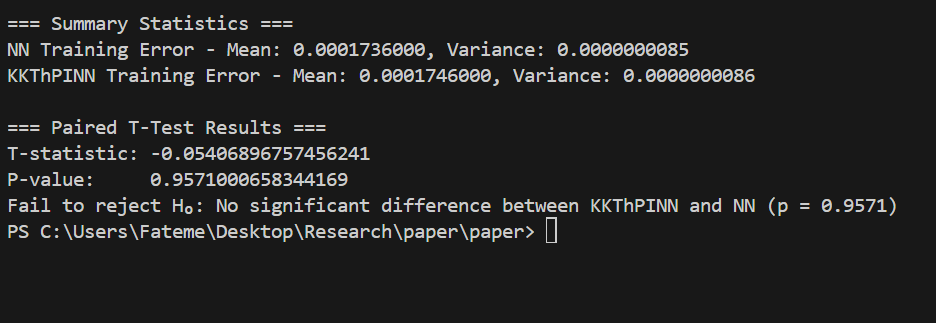 === Summary Statistics ===
NN Training Error - Mean: 0.0001736000, Variance: 0.0000000085
KKThPINN Training Error - Mean: 0.0001746000, Variance: 0.0000000086
=== Paired T-Test Results ===
T-statistic: -0.05406896757456241
P-value:     0.9571000658344169
Fail to reject H₀: No significant difference between KKThPINN and NN (p = 0.9571)
PS C:\Users\Fateme\Desktop\Research\paper\paper>